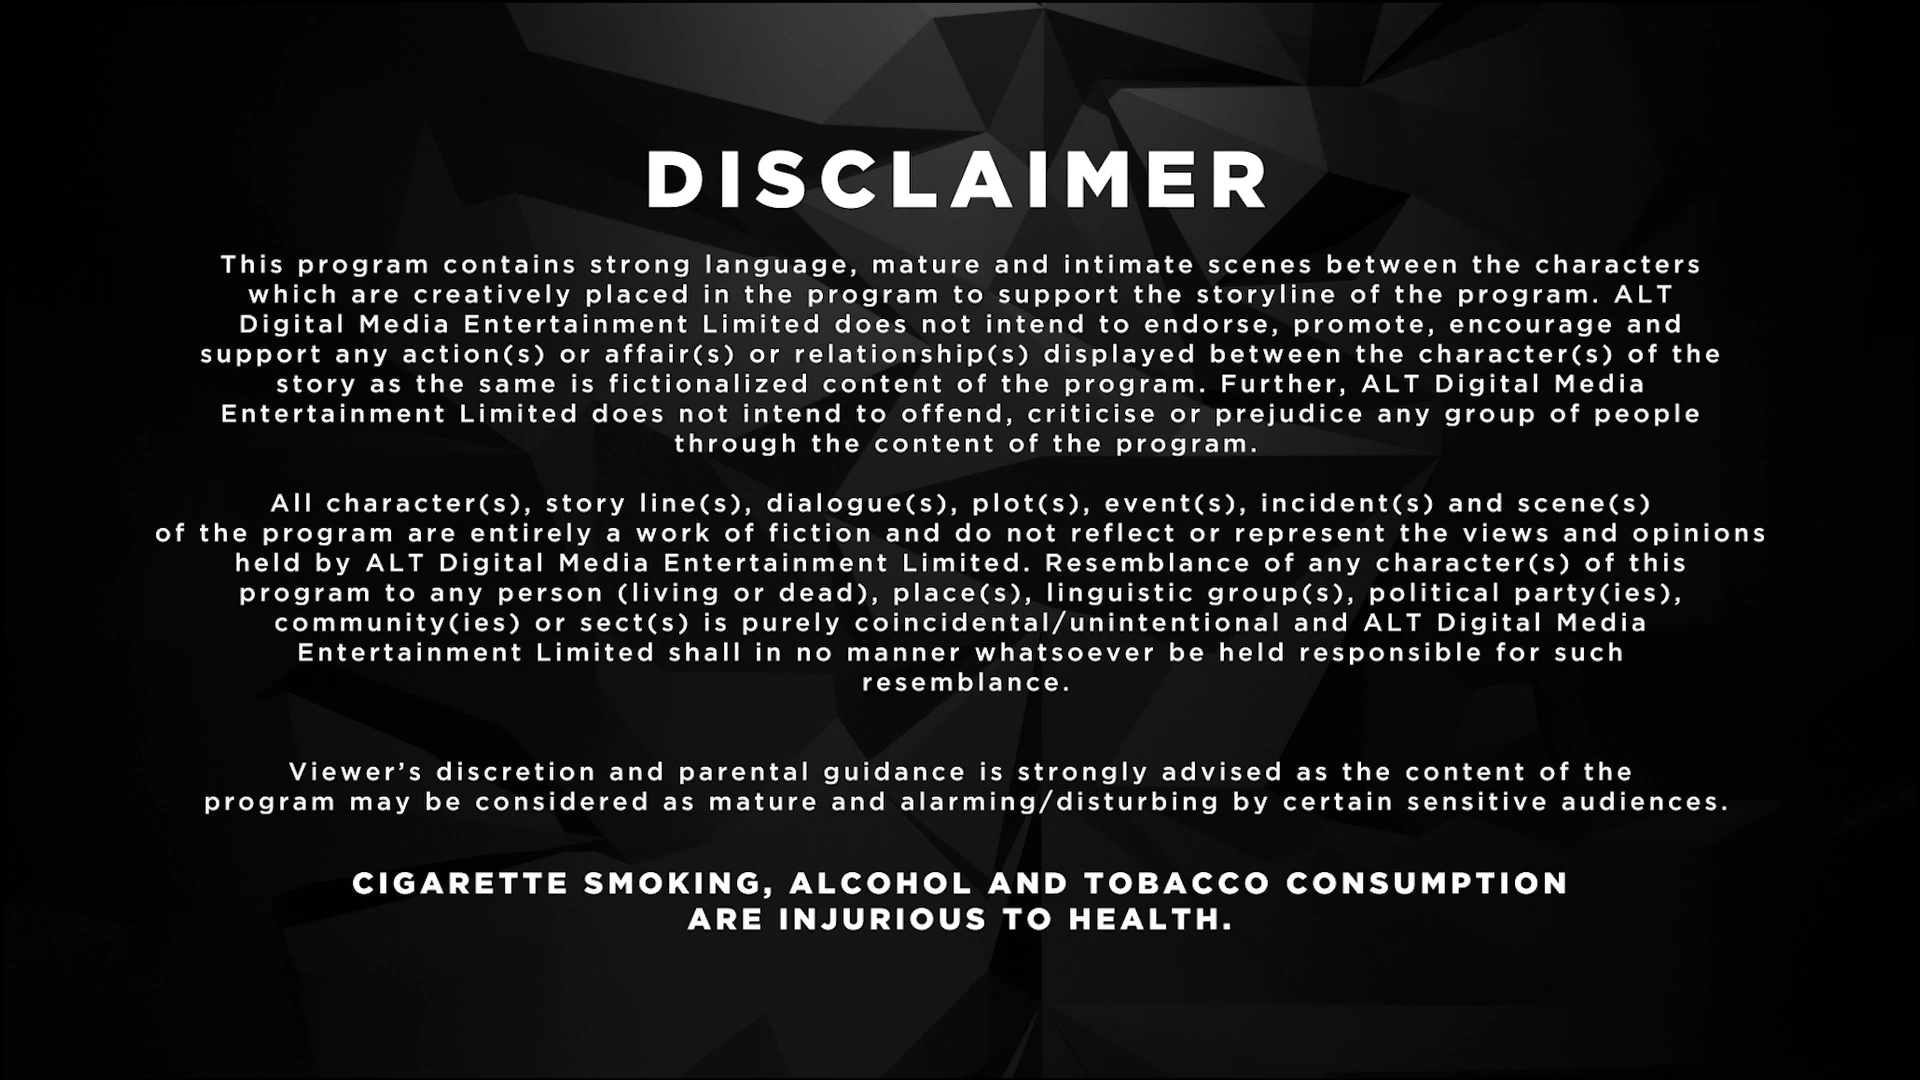 DISCLAIMER
This program contains strong language, mature and intimate scenes between the characters
which are creatively placed in the program to support the storyline of the program. ALT
Digital Media Entertainment Limited does not intend to endorse, promote, encourage and
support any action(s) or affair(s) or relationship(s) displayed between the character(s) of the
story as the same is fictionalized content of the program. Further, ALT Digital Media
Entertainment Limited does not intend to offend, criticise or prejudice any group of people
through the content of the program.
All character(s), story line(s), dialogue(s), plot(s), event(s), incident(s) and scene(s)
of the program are entirely a work of fiction and do not reflect or represent the views and opinions
held by ALT Digital Media Entertainment Limited. Resemblance of any character(s) of this
program to any person (living or dead), place(s), linguistic group(s), political party(ies),
community(ies) or sect(s) is purely coincidental/unintentional and ALT Digital Media
Entertainment Limited shall in no manner whatsoever be held responsible for such
resemblance.
Viewer’s discretion and parental guidance is strongly advised as the content of the
program may be considered as mature and alarming/disturbing by certain sensitive audiences.
CIGARETTE SMOKING, ALCOHOL AND TOBACCO CONSUMPTION
ARE INJURIOUS TO HEALTH.